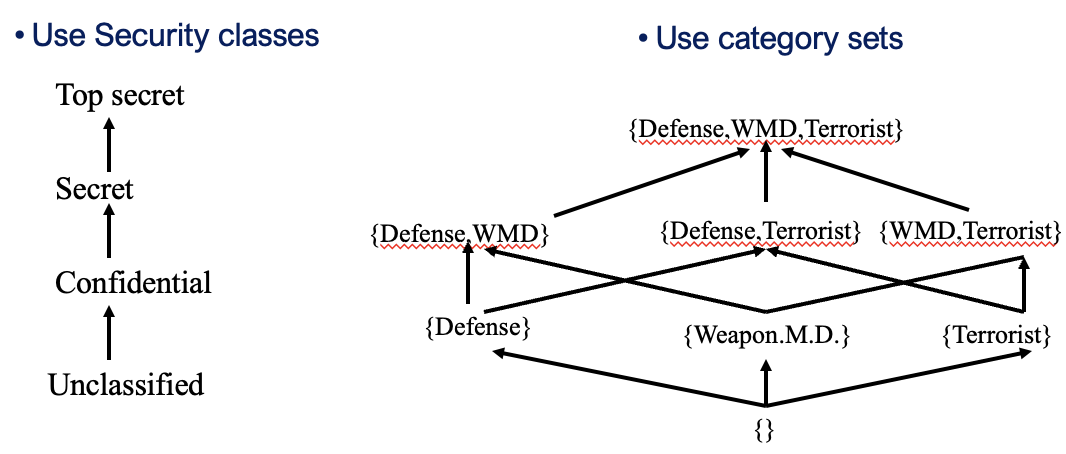 • Use Security classes
Top secret
Secret
Confidential
Unclassified
• Use category sets
{Defense,WMD,Terrorist}
{Defense,WMD} {Defense,Terrorist} {WMD,Terrorist}
{Defense} {Weapon.M.D.} {Terrorist}
{}